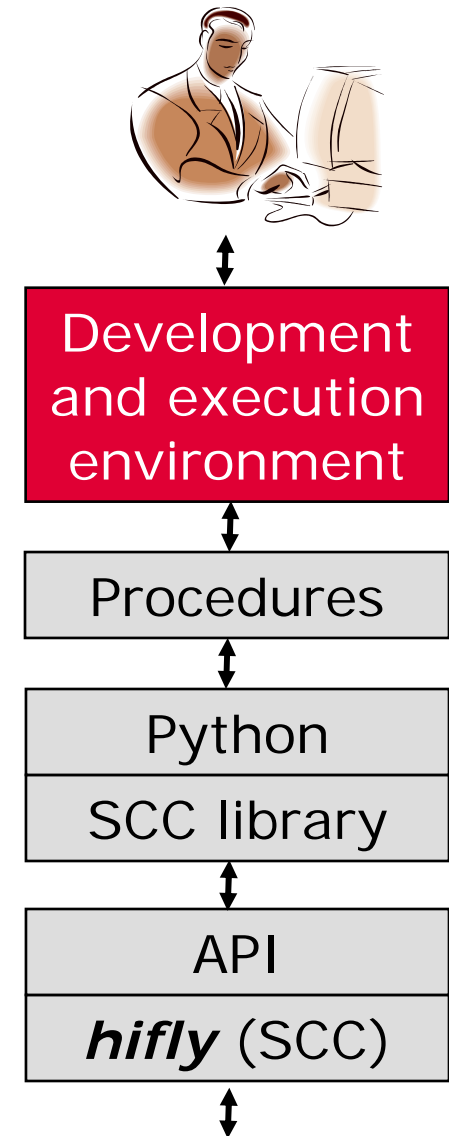 Development
and execution
environment
Procedures
Python
SCC library
API
hifly (SCC)